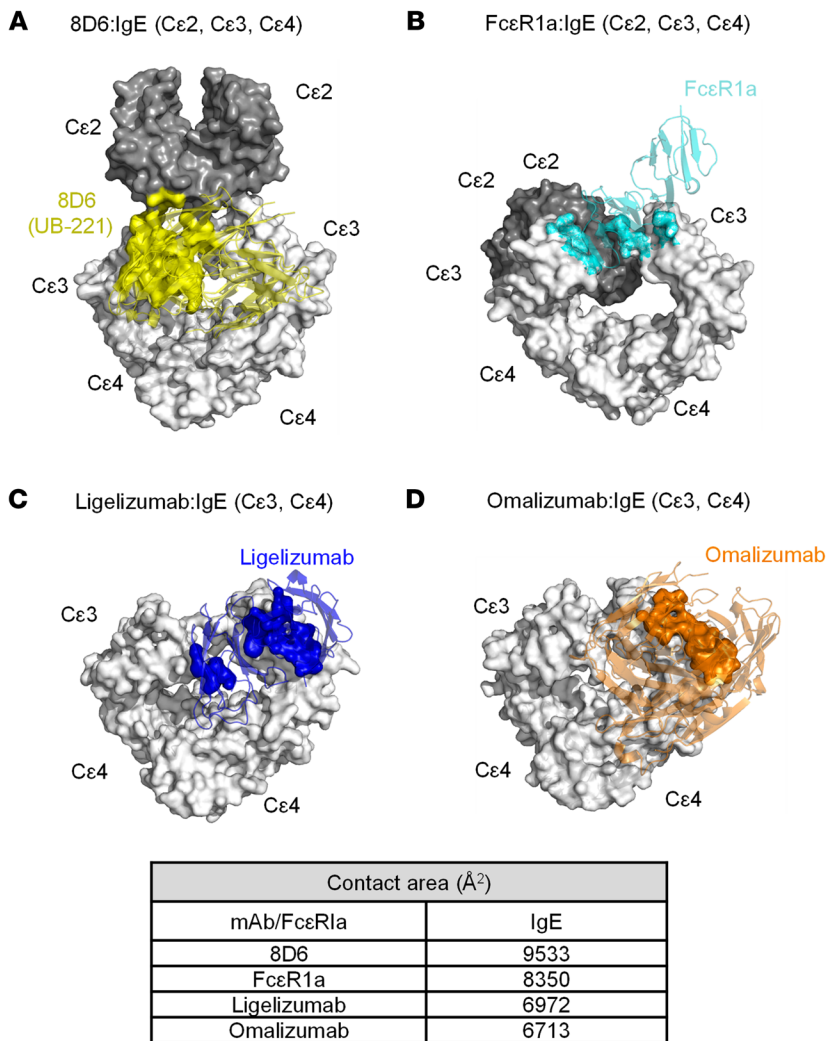 A 8D6:IgE (Cε2, Cε3, Cε4)
Cε2
Cε2
8D6
(UB-221)
Cε3
Cε3
Cε4
Cε4
B FcεR1a:IgE (Cε2, Cε3, Cε4)
FcεR1a
Cε2
Cε2
Cε3
Cε3
Cε4
Cε4
C Ligelizumab:IgE (Cε3, Cε4)
Ligelizumab
Cε3
Cε4
Cε4
D Omalizumab:IgE (Cε3, Cε4)
Omalizumab
Cε3
Cε4
Cε4
Contact area (Å²)
mAb/FcεRIa IgE
8D6 9533
FcεR1a 8350
Ligelizumab 6972
Omalizumab 6713